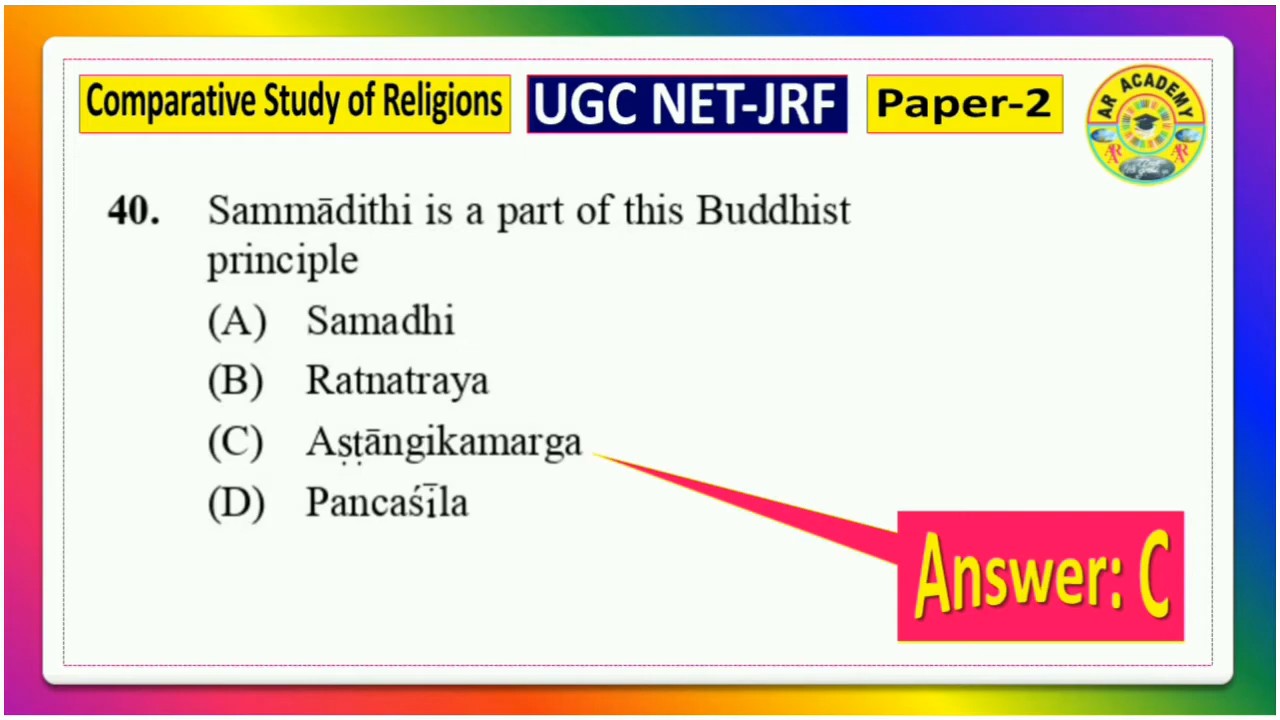 Comparative Study of Religions
UGC NET-JRF
Paper-2
AR ACADEMY
40. Sammādithi is a part of this Buddhist
principle
(A) Samadhi
(B) Ratnatraya
(C) Aṣṭāngikamarga
(D) Pancaśīla
Answer: C